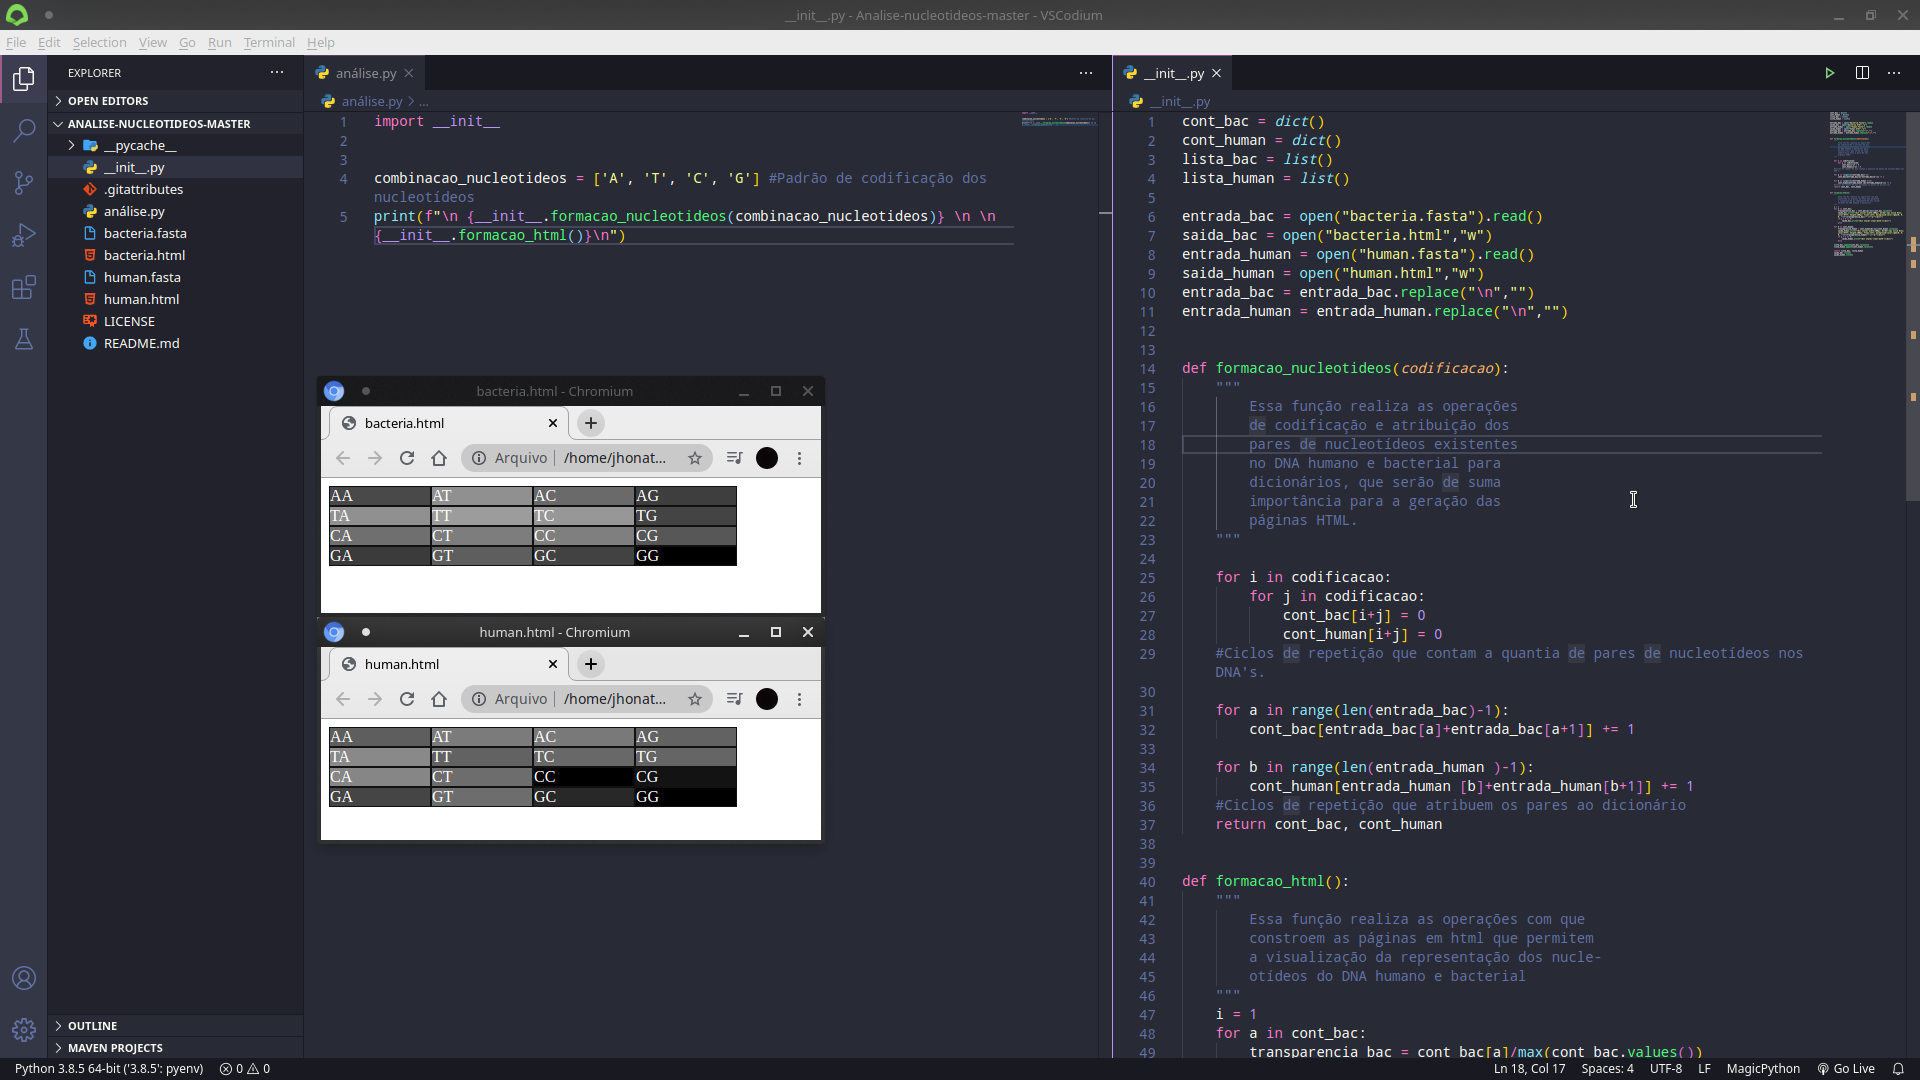 __init__.py - Analise-nucleotideos-master - VSCodium
File Edit Selection View Go Run Terminal Help
EXPLORER
OPEN EDITORS
ANALISE-NUCLEOTIDEOS-MASTER
__pycache__
__init__.py
.gitattributes
análise.py
bacteria.fasta
bacteria.html
human.fasta
human.html
LICENSE
README.md
OUTLINE
MAVEN PROJECTS
análise.py
análise.py > ...
1 import __init__
2
3
4 combinacao_nucleotideos = ['A', 'T', 'C', 'G'] #Padrão de codificação dos
nucleotídeos
5 print(f"\n {__init__.formacao_nucleotideos(combinacao_nucleotideos)} \n \n
{__init__.formacao_html()}\n")
bacteria.html - Chromium
bacteria.html
Arquivo | /home/jhonat...
AA AT AC AG
TA TT TC TG
CA CT CC CG
GA GT GC GG
human.html - Chromium
human.html
Arquivo | /home/jhonat...
AA AT AC AG
TA TT TC TG
CA CT CC CG
GA GT GC GG
__init__.py
__init__.py
1 cont_bac = dict()
2 cont_human = dict()
3 lista_bac = list()
4 lista_human = list()
5
6 entrada_bac = open("bacteria.fasta").read()
7 saida_bac = open("bacteria.html","w")
8 entrada_human = open("human.fasta").read()
9 saida_human = open("human.html","w")
10 entrada_bac = entrada_bac.replace("\n","")
11 entrada_human = entrada_human.replace("\n","")
12
13
14 def formacao_nucleotideos(codificacao):
15 """
16 Essa função realiza as operações
17 de codificação e atribuição dos
18 pares de nucleotídeos existentes
19 no DNA humano e bacterial para
20 dicionários, que serão de suma
21 importância para a geração das
22 páginas HTML.
23 """
24
25 for i in codificacao:
26 for j in codificacao:
27 cont_bac[i+j] = 0
28 cont_human[i+j] = 0
29 #Ciclos de repetição que contam a quantia de pares de nucleotídeos nos
DNA's.
30
31 for a in range(len(entrada_bac)-1):
32 cont_bac[entrada_bac[a]+entrada_bac[a+1]] += 1
33
34 for b in range(len(entrada_human )-1):
35 cont_human[entrada_human [b]+entrada_human[b+1]] += 1
36 #Ciclos de repetição que atribuem os pares ao dicionário
37 return cont_bac, cont_human
38
39
40 def formacao_html():
41 """
42 Essa função realiza as operações com que
43 constroem as páginas em html que permitem
44 a visualização da representação dos nucle-
45 otídeos do DNA humano e bacterial
46 """
47 i = 1
48 for a in cont_bac:
49 transparencia_bac = cont_bac[a]/max(cont_bac.values())
Python 3.8.5 64-bit ('3.8.5': pyenv) 0 0
Ln 18, Col 17 Spaces: 4 UTF-8 LF MagicPython Go Live